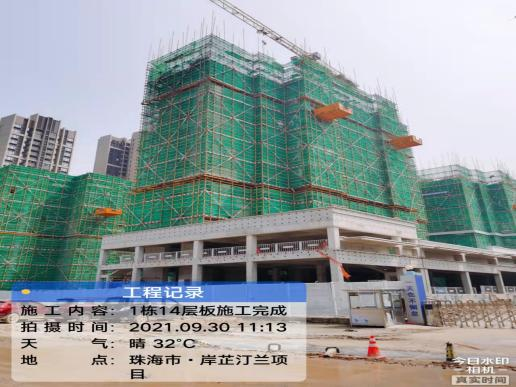 工程记录
施工内容: 1栋14层板施工完成
拍摄时间: 2021.09.30 11:13
天 气: 晴 32℃
地 点: 珠海市·岸芷汀兰项
目
今日水印
相机
真实时间